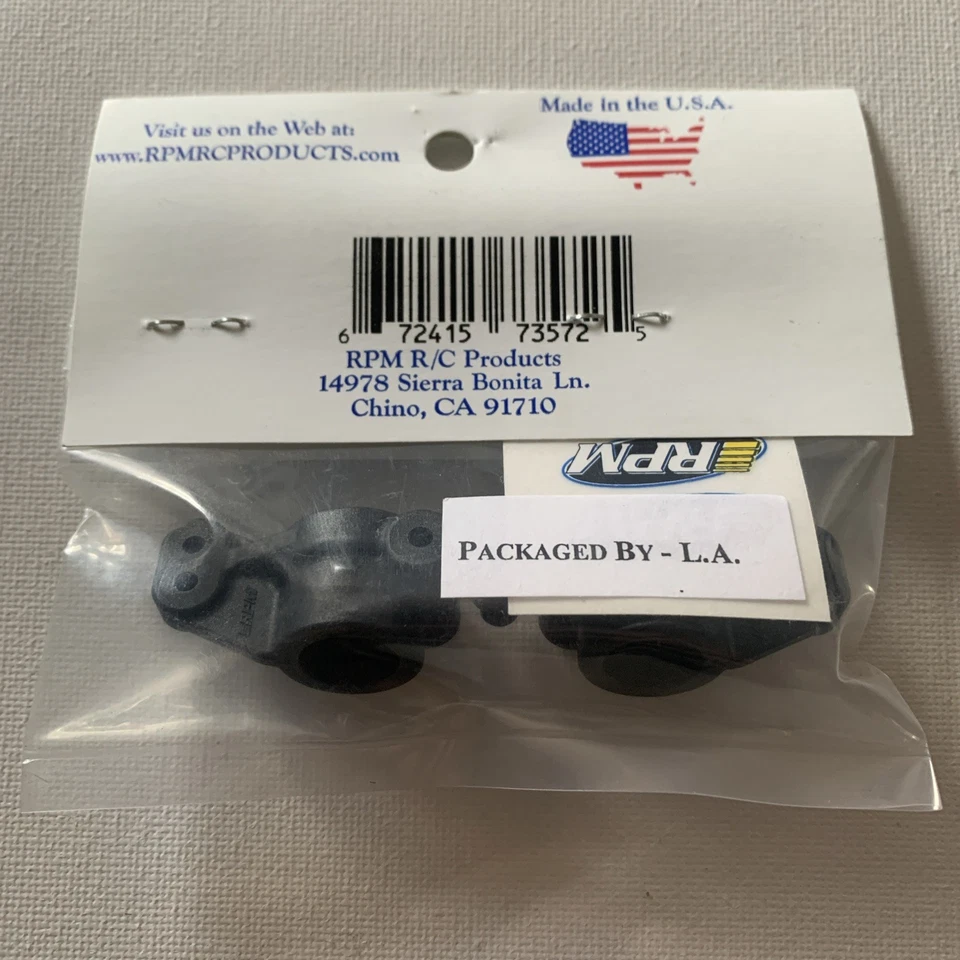 Visit us on the Web at:
www.RPMRCPRODUCTS.com
Made in the U.S.A.
6 72415 73572 5
RPM R/C Products
14978 Sierra Bonita Ln.
Chino, CA 91710
RPM
PACKAGED BY - L.A.